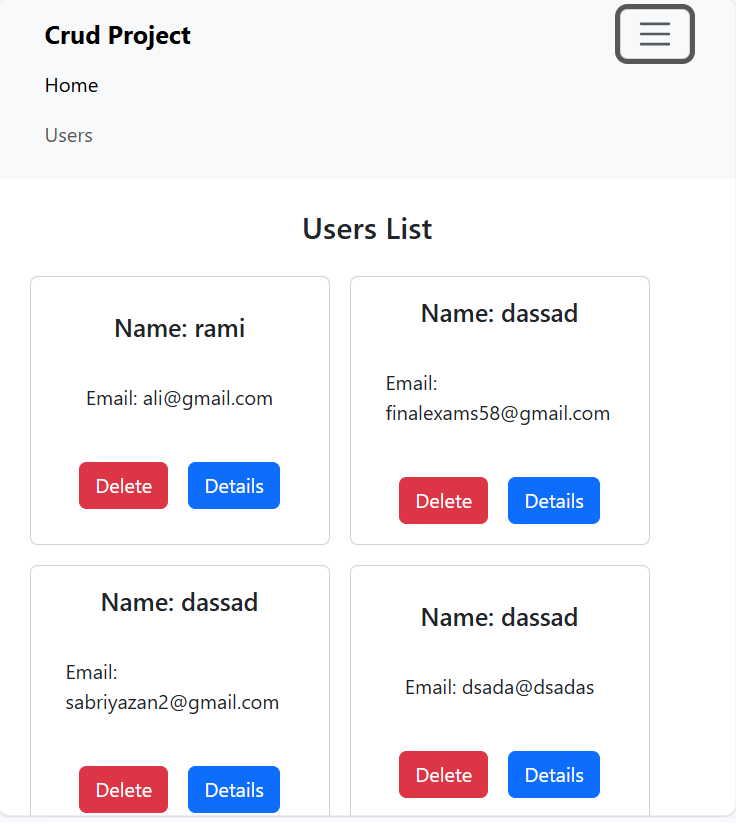 Crud Project
Home
Users
Users List
Name: rami
Email: ali@gmail.com
Delete Details
Name: dassad
Email:
finalexams58@gmail.com
Delete Details
Name: dassad
Email:
sabriyazan2@gmail.com
Delete Details
Name: dassad
Email: dsada@dsadas
Delete Details